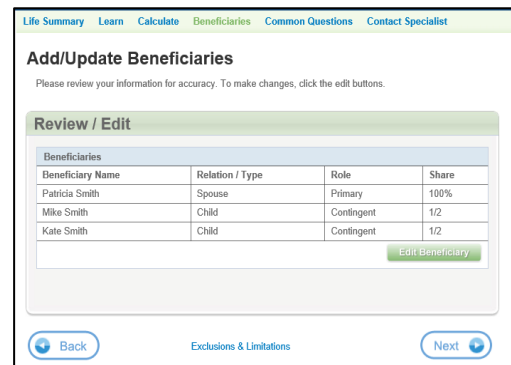 Life Summary Learn Calculate Beneficiaries Common Questions Contact Specialist
Add/Update Beneficiaries
Please review your information for accuracy. To make changes, click the edit buttons.
Review / Edit
Beneficiaries
Beneficiary Name Relation / Type Role Share
Patricia Smith Spouse Primary 100%
Mike Smith Child Contingent 1/2
Kate Smith Child Contingent 1/2
Edit Beneficiary
Back Exclusions & Limitations Next